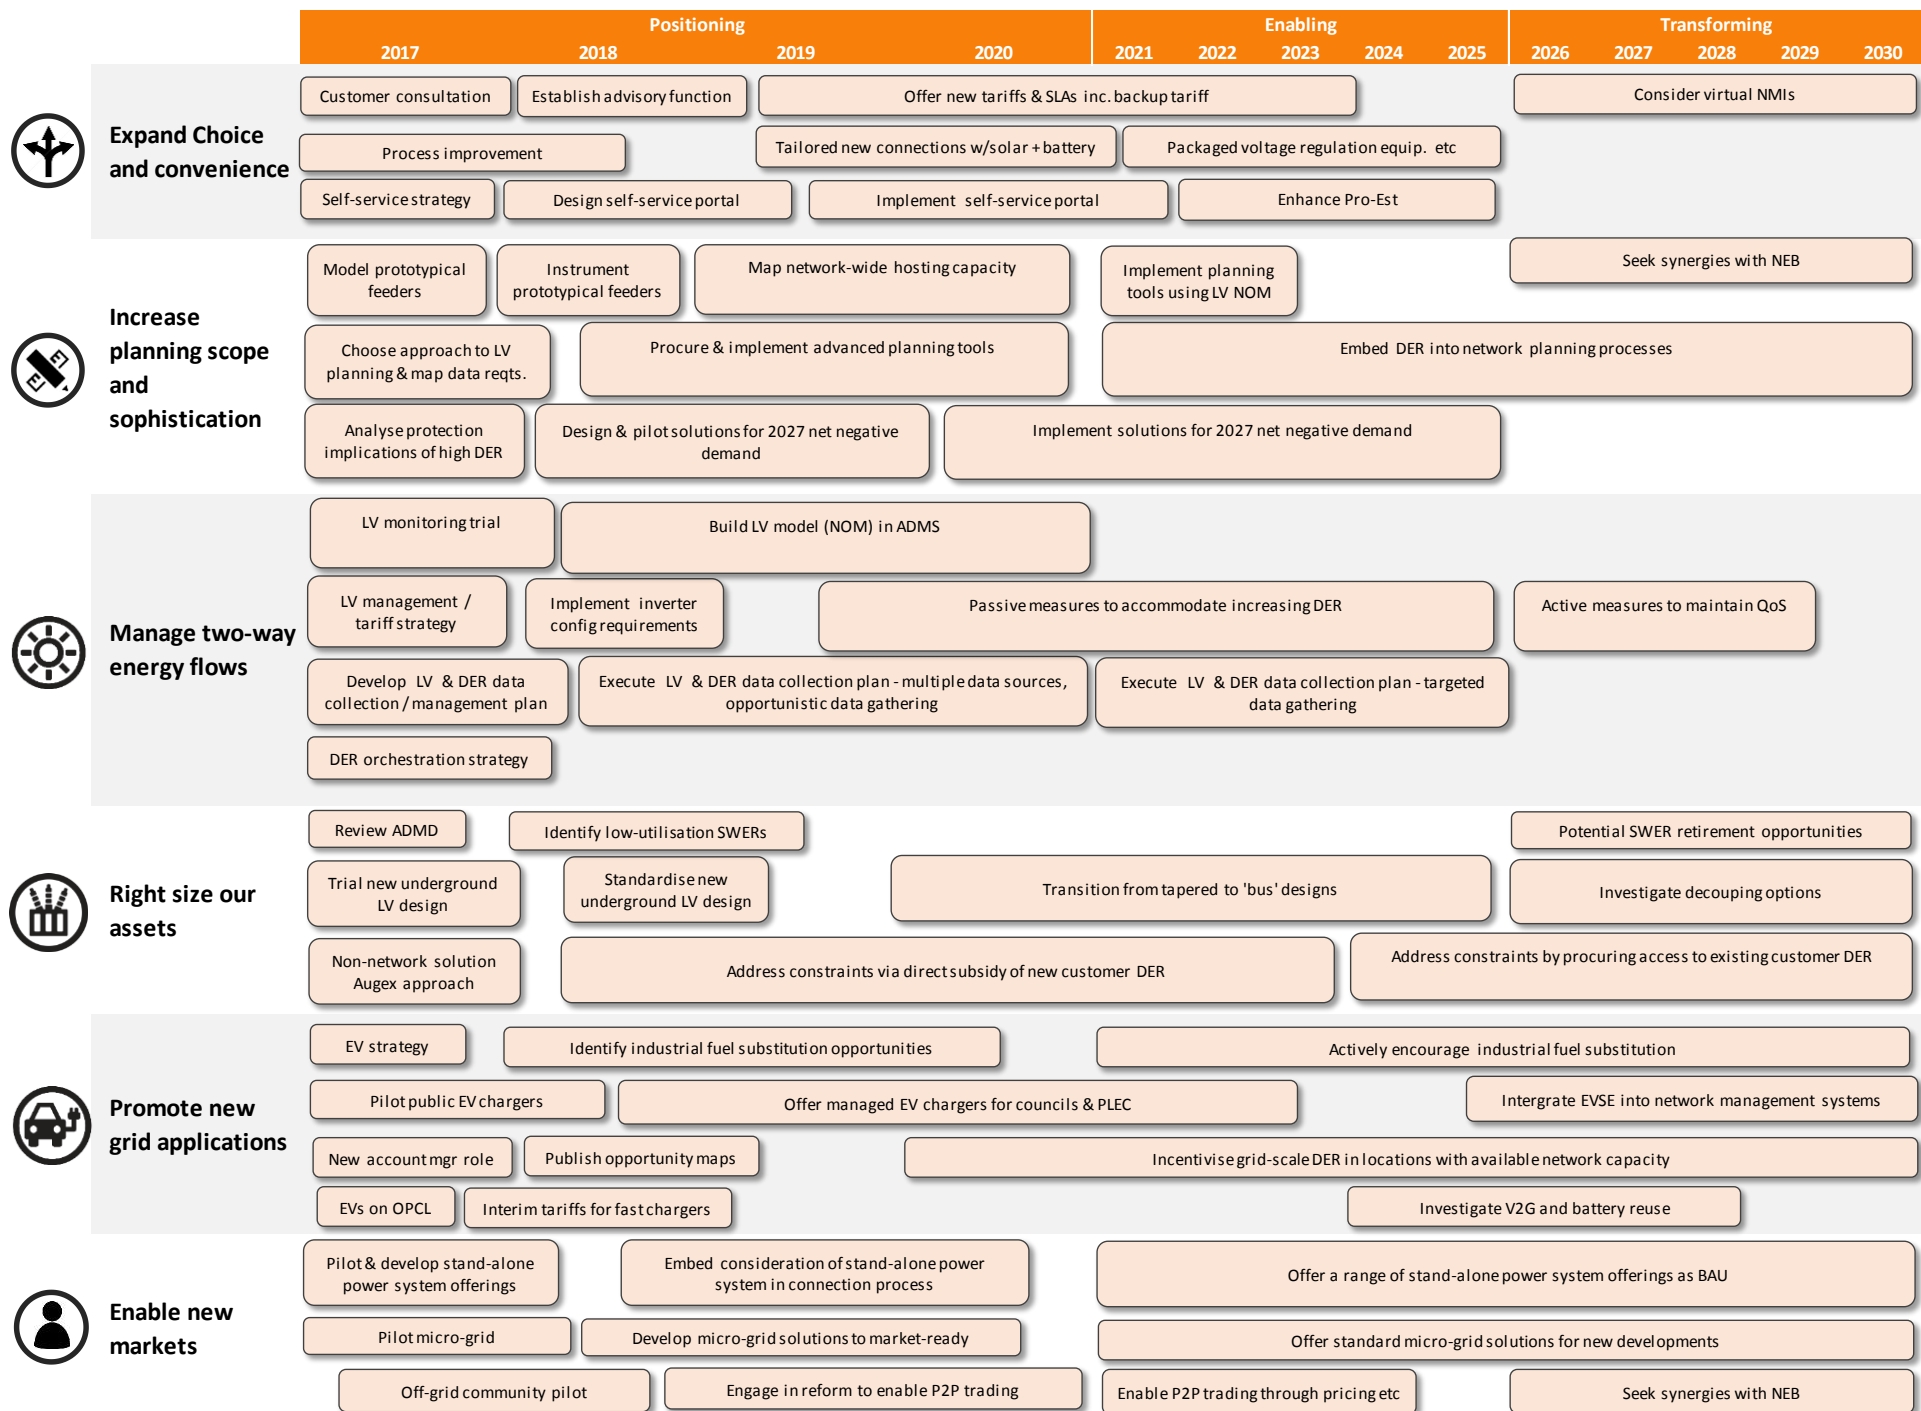 Positioning
Enabling
Transforming
2017 2018 2019 2020 2021 2022 2023 2024 2025 2026 2027 2028 2029 2030
Expand Choice
and convenience
Customer consultation
Establish advisory function
Offer new tariffs & SLAs inc. backup tariff
Consider virtual NMIs
Process improvement
Tailored new connections w/solar + battery
Packaged voltage regulation equip. etc
Self-service strategy
Design self-service portal
Implement self-service portal
Enhance Pro-Est
Increase
planning scope
and
sophistication
Model prototypical
feeders
Instrument
prototypical feeders
Map network-wide hosting capacity
Implement planning
tools using LV NOM
Seek synergies with NEB
Choose approach to LV
planning & map data reqts.
Procure & implement advanced planning tools
Embed DER into network planning processes
Analyse protection
implications of high DER
Design & pilot solutions for 2027 net negative
demand
Implement solutions for 2027 net negative demand
Manage two-way
energy flows
LV monitoring trial
Build LV model (NOM) in ADMS
LV management /
tariff strategy
Implement inverter
config requirements
Passive measures to accommodate increasing DER
Active measures to maintain QoS
Develop LV & DER data
collection / management plan
Execute LV & DER data collection plan - multiple data sources,
opportunistic data gathering
Execute LV & DER data collection plan - targeted
data gathering
DER orchestration strategy
Right size our
assets
Review ADMD
Identify low-utilisation SWERs
Potential SWER retirement opportunities
Trial new underground
LV design
Standardise new
underground LV design
Transition from tapered to 'bus' designs
Investigate decouping options
Non-network solution
Augex approach
Address constraints via direct subsidy of new customer DER
Address constraints by procuring access to existing customer DER
Promote new
grid applications
EV strategy
Identify industrial fuel substitution opportunities
Actively encourage industrial fuel substitution
Pilot public EV chargers
Offer managed EV chargers for councils & PLEC
Intergrate EVSE into network management systems
New account mgr role
Publish opportunity maps
Incentivise grid-scale DER in locations with available network capacity
EVs on OPCL
Interim tariffs for fast chargers
Investigate V2G and battery reuse
Enable new
markets
Pilot & develop stand-alone
power system offerings
Embed consideration of stand-alone power
system in connection process
Offer a range of stand-alone power system offerings as BAU
Pilot micro-grid
Develop micro-grid solutions to market-ready
Offer standard micro-grid solutions for new developments
Off-grid community pilot
Engage in reform to enable P2P trading
Enable P2P trading through pricing etc
Seek synergies with NEB